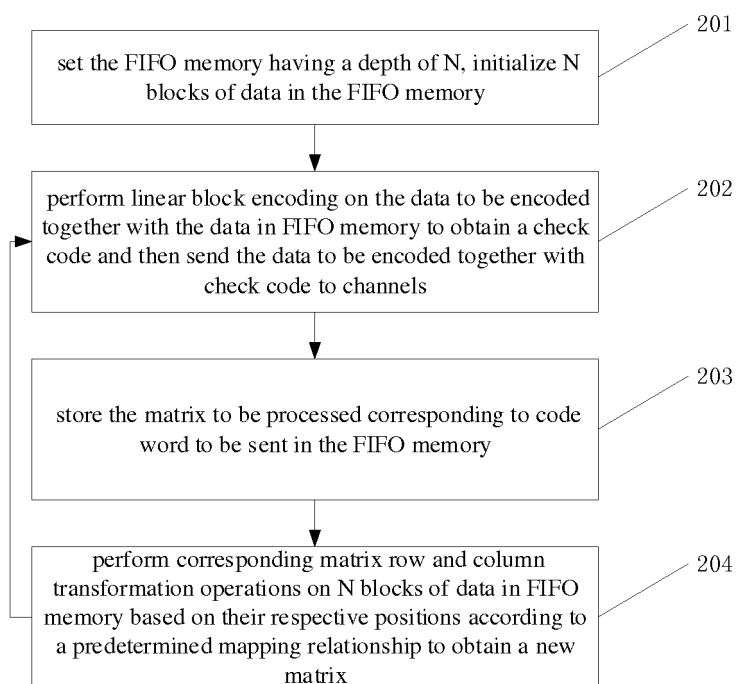 201
set the FIFO memory having a depth of N, initialize N
blocks of data in the FIFO memory
202
perform linear block encoding on the data to be encoded
together with the data in FIFO memory to obtain a check
code and then send the data to be encoded together with
check code to channels
203
store the matrix to be processed corresponding to code
word to be sent in the FIFO memory
204
perform corresponding matrix row and column
transformation operations on N blocks of data in FIFO
memory based on their respective positions according to
a predetermined mapping relationship to obtain a new
matrix